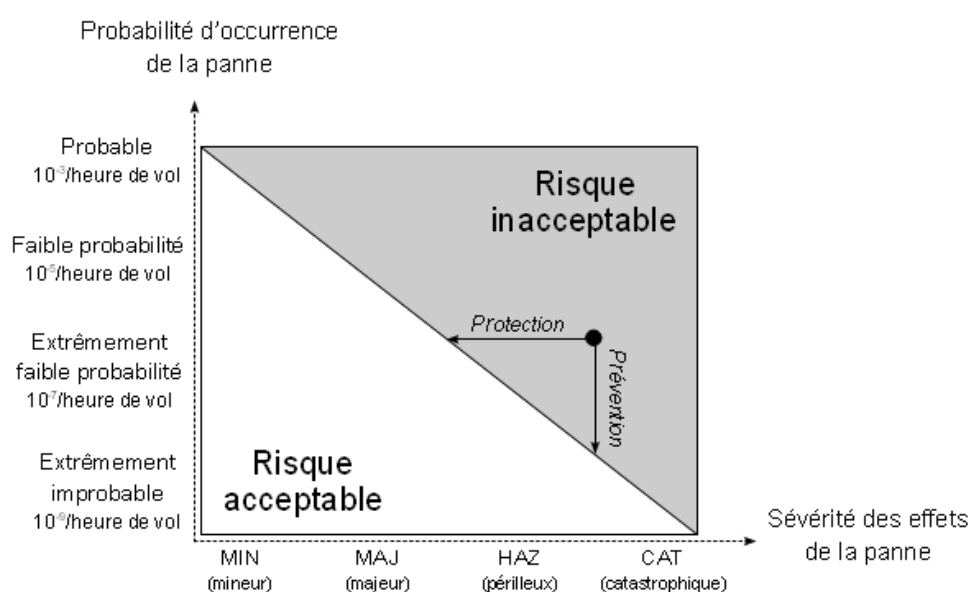 Probabilité d'occurrence
de la panne
Probable
10⁻³/heure de vol
Faible probabilité
10⁻⁵/heure de vol
Extrêmement
faible probabilité
10⁻⁷/heure de vol
Extrêmement
improbable
10⁻⁹/heure de vol
Risque
inacceptable
Protection
Prévention
Risque
acceptable
MIN
(mineur)
MAJ
(majeur)
HAZ
(périlleux)
CAT
(catastrophique)
Sévérité des effets
de la panne